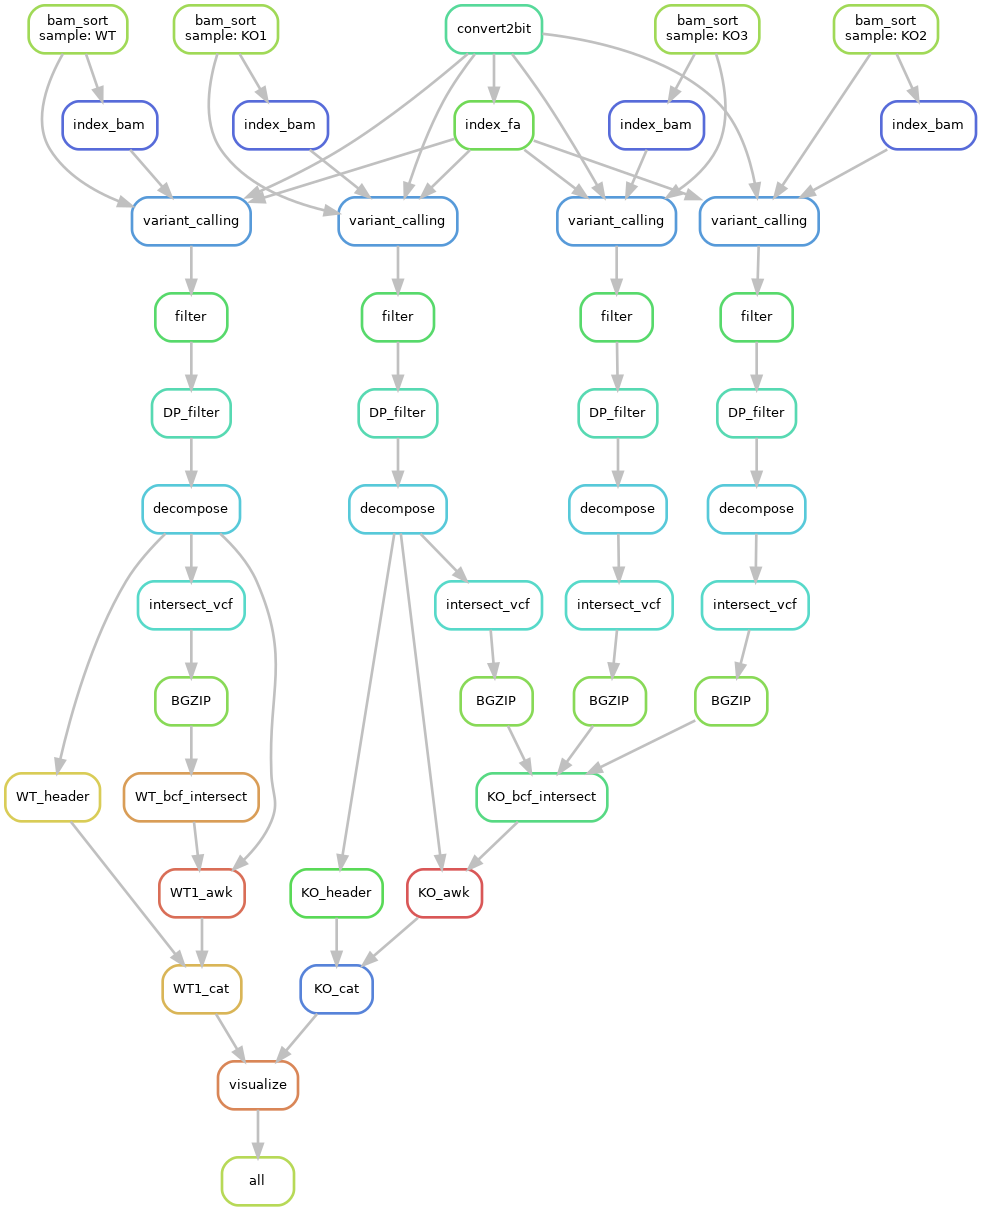 bam_sort
sample: WT
bam_sort
sample: KO1
convert2bit
bam_sort
sample: KO3
bam_sort
sample: KO2
index_bam
index_bam
index_fa
index_bam
index_bam
variant_calling
variant_calling
variant_calling
variant_calling
filter
filter
filter
filter
DP_filter
DP_filter
DP_filter
DP_filter
decompose
decompose
decompose
decompose
intersect_vcf
intersect_vcf
intersect_vcf
intersect_vcf
BGZIP
BGZIP
BGZIP
BGZIP
WT_header
WT_bcf_intersect
KO_bcf_intersect
WT1_awk
KO_header
KO_awk
WT1_cat
KO_cat
visualize
all